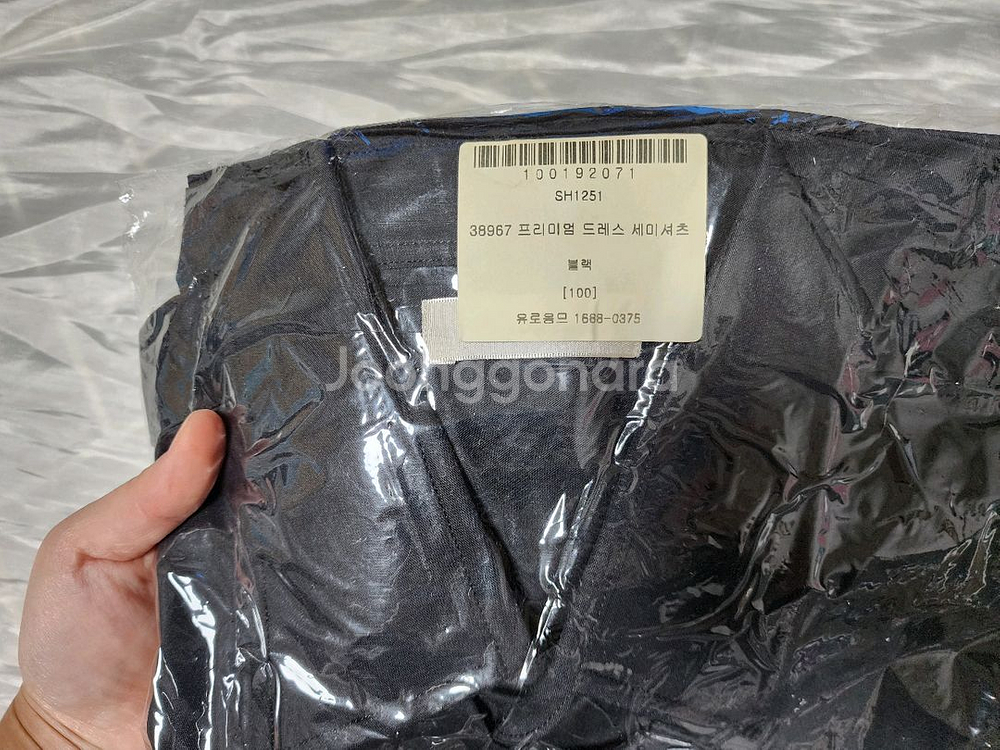 100192071
SH1251
38967 프리미엄 드레스 세미셔츠
블랙
[100]
유로옴므 1688-0375
Joonggonara